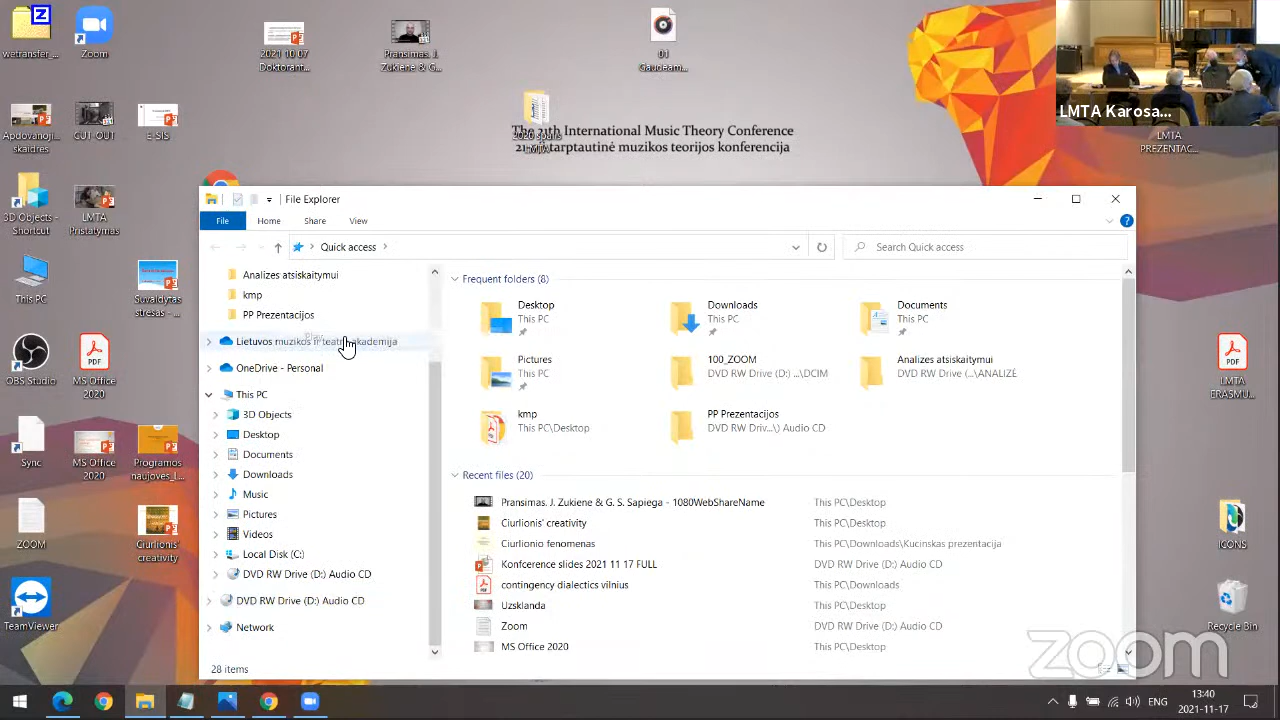 wetransfer_...
Zoom
2021 10 07
Doktorant...
Pransimas. J.
Zukiene & G...
01
Gaudeam...
LMTA Karosa...
Apdovanoji...
skaidres
CUT-OUT
E-SIS
The 21th International Music Theory Conference
21-oji tarptautinė muzikos teorijos konferencija
LMTA
PREZENTAC...
3D Objects -
Shortcut
LMTA
Pristatymas
File Explorer
File
Home
Share
View
Quick access
Search Quick access
This PC
Suvaldytas
stresas - ...
Analizes atsiskaitymui
kmp
PP Prezentacijos
Play
Lietuvos muzikos ir teatro akademija
OneDrive - Personal
This PC
3D Objects
Desktop
Documents
Downloads
Music
Pictures
Videos
Local Disk (C:)
DVD RW Drive (D:) Audio CD
DVD RW Drive (D:) Audio CD
Network
28 items
Frequent folders (8)
Desktop
This PC
Downloads
This PC
Documents
This PC
Pictures
This PC
100_ZOOM
DVD RW Drive (D:) ...\DCIM
Analizes atsiskaitymui
DVD RW Drive (...\ANALIZĖ
kmp
This PC\Desktop
PP Prezentacijos
DVD RW Driv...\) Audio CD
Recent files (20)
Pransimas. J. Zukiene & G. S. Sapiega - 1080WebShareName
This PC\Desktop
Ciurlionis' creativity
This PC\Desktop
Ciurlionio fenomenas
This PC\Downloads\Kucinskas prezentacija
Konfcerence slides 2021 11 17 FULL
DVD RW Drive (D:) Audio CD
contingency dialectics vilnius
This PC\Downloads
Uzsklanda
This PC\Desktop
Zoom
DVD RW Drive (D:) Audio CD
MS Office 2020
This PC\Desktop
OBS Studio
PDF
MS Office
2020
PDF
LMTA
ERASMU...
Sync
MS Office
2020
Programos
naujoves_L...
ZOOM
Ciurlionis'
creativity
ICONS
TeamViewer
Recycle Bin
zoom
ENG
13:40
2021-11-17